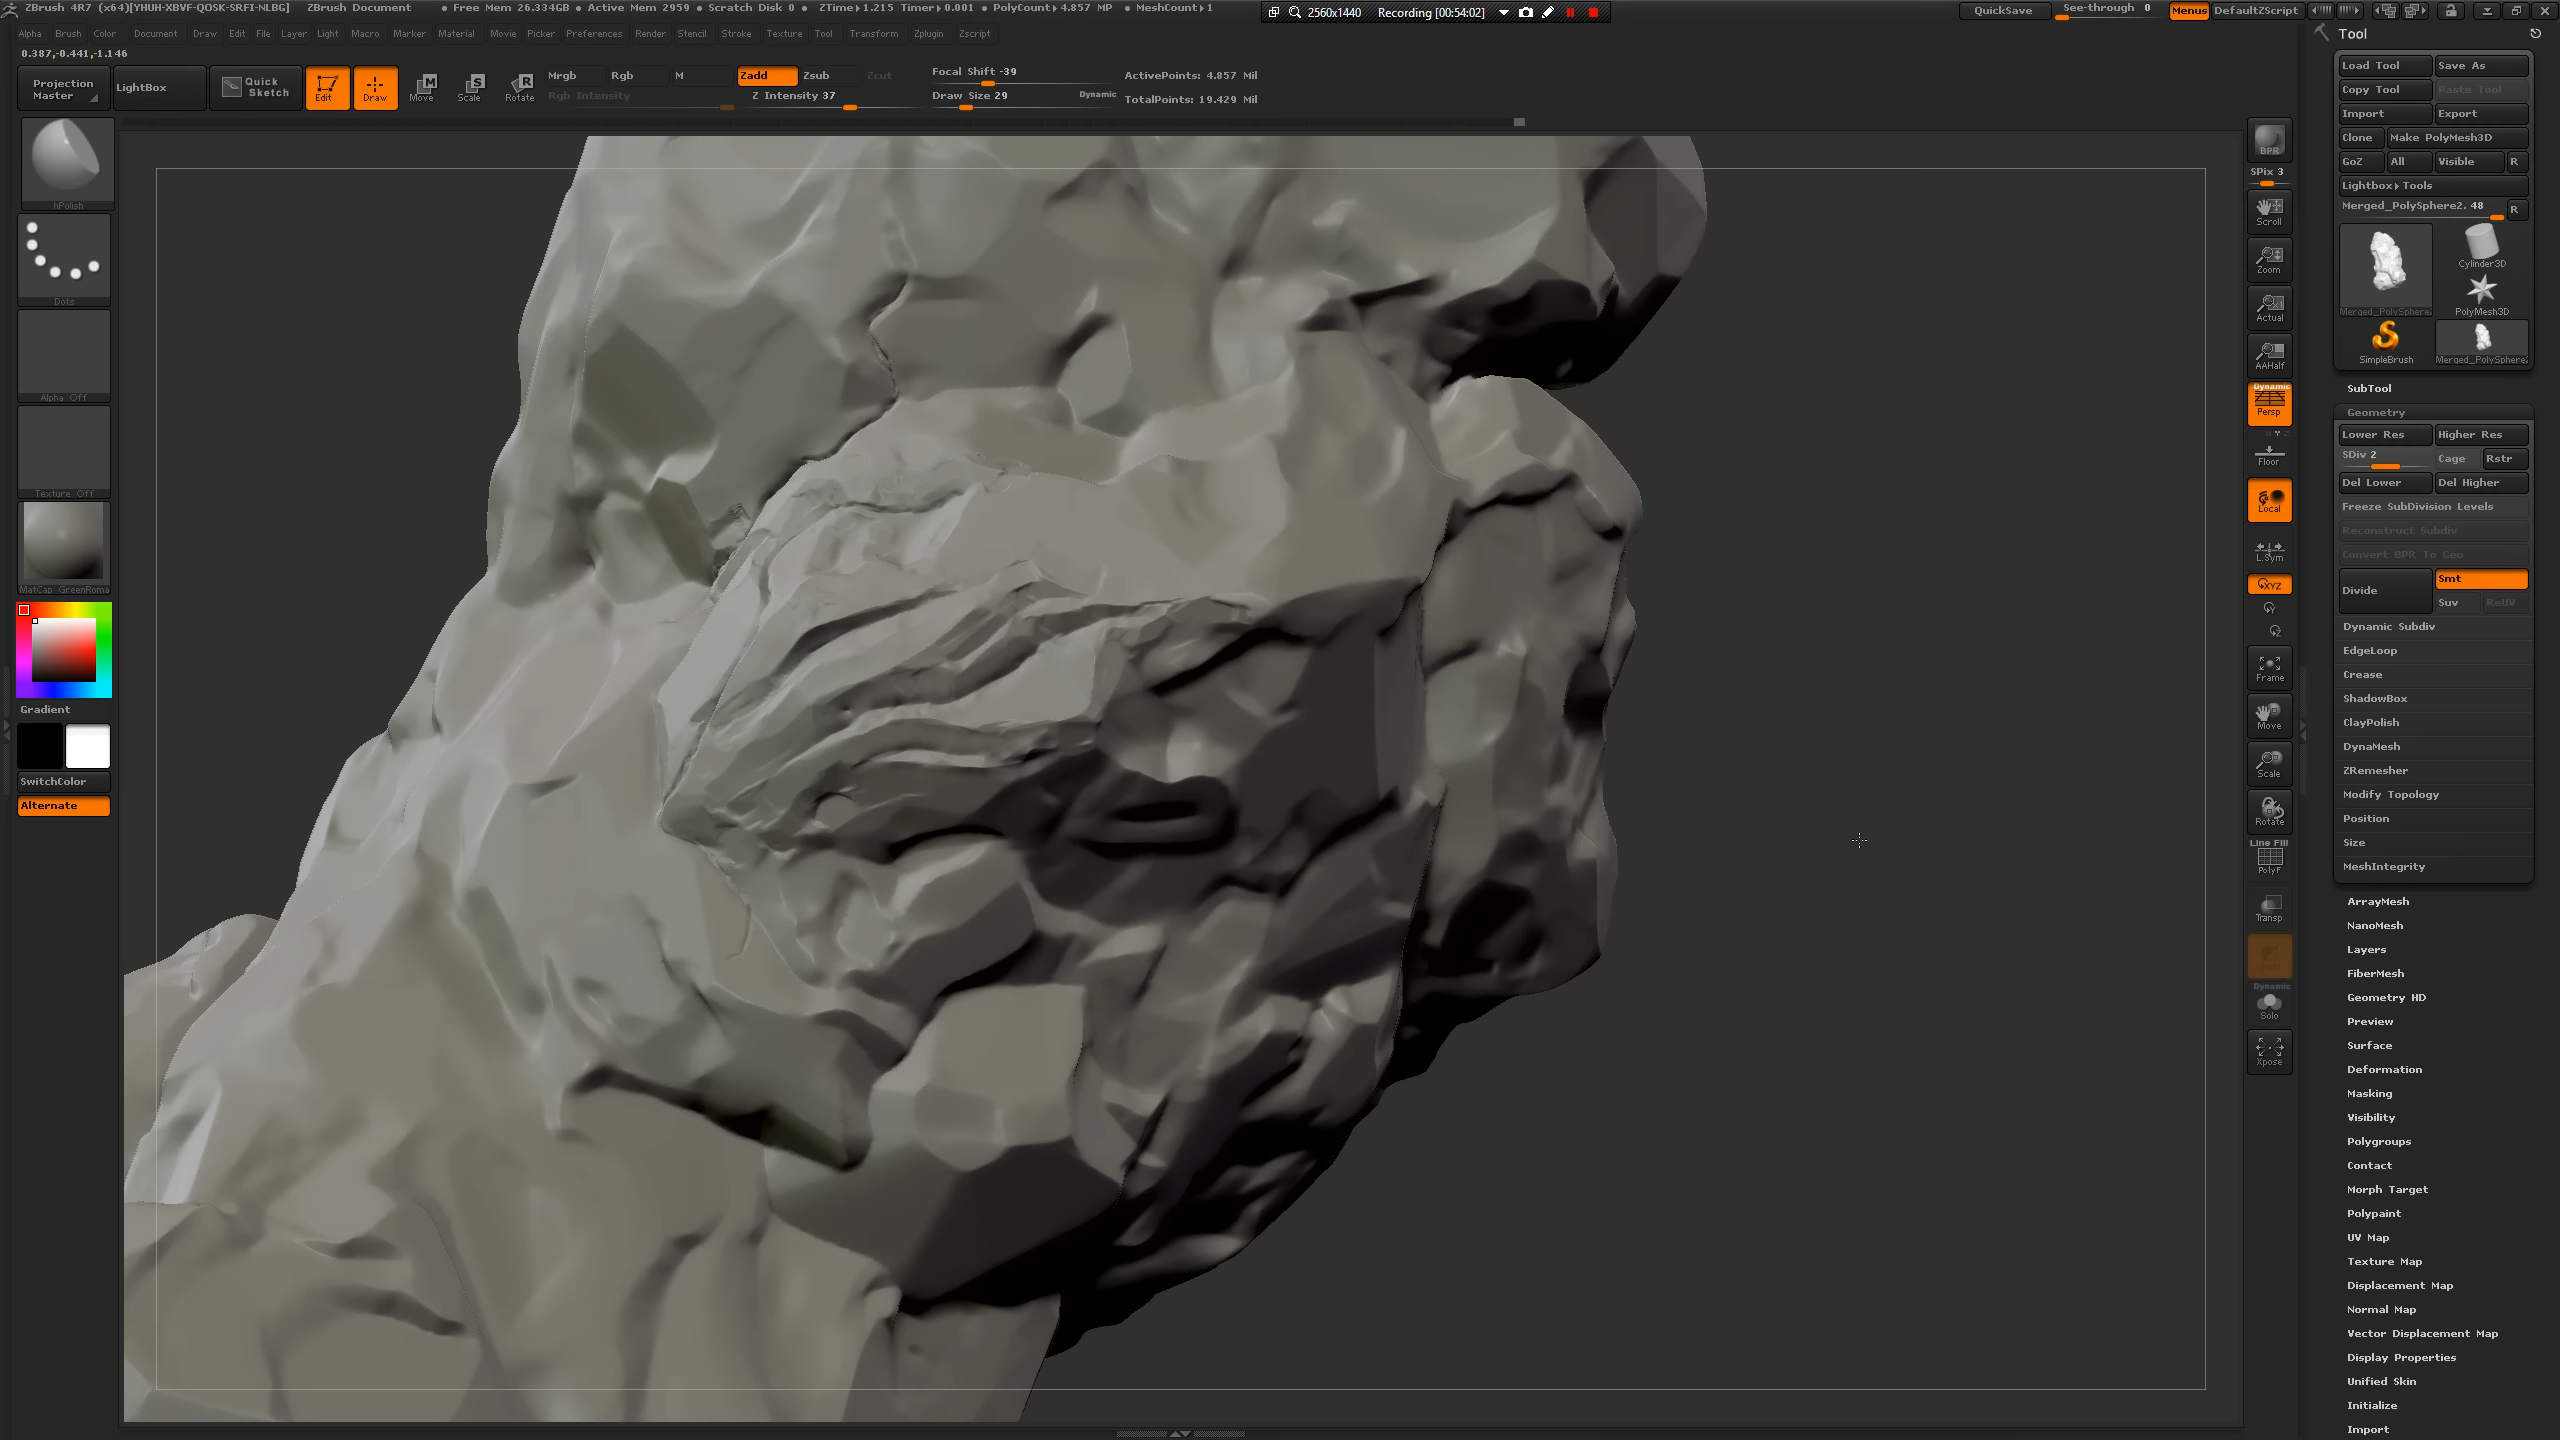 ZBrush 4R7 (x64)[YHUH-XBVF-QOSK-SRFI-NLBG] ZBrush Document • Free Mem 26.334GB • Active Mem 2959 • Scratch Disk 0 • ZTime▸1.215 Timer▸0.001 • PolyCount▸4.857 MP • MeshCount▸1
2560x1440 Recording [00:54:02]
QuickSave See-through 0 Menus DefaultZScript
Alpha Brush Color Document Draw Edit File Layer Light Macro Marker Material Movie Picker Preferences Render Stencil Stroke Texture Tool Transform Zplugin Zscript
0.387,-0.441,-1.146
Projection Master
LightBox
Quick Sketch
Edit
Draw
Move
Scale
Rotate
Mrgb Rgb M
Rgb Intensity
Zadd Zsub Zcut
Z Intensity 37
Focal Shift -39
Draw Size 29
Dynamic
ActivePoints: 4.857 Mil
TotalPoints: 19.429 Mil
hPolish
Dots
Alpha Off
Texture Off
MatCap GreenRoma
Gradient
SwitchColor
Alternate
BPR
SPix 3
Scroll
Zoom
Actual
AAHalf
Dynamic
Persp
Floor
Local
L.Sym
XYZ
Frame
Move
Scale
Rotate
Line Fill
PolyF
Transp
Dynamic
Solo
Xpose
Tool
Load Tool Save As
Copy Tool Paste Tool
Import Export
Clone Make PolyMesh3D
GoZ All Visible R
Lightbox▸Tools
Merged_PolySphere2. 48 R
Merged_PolySphere2
Cylinder3D
PolyMesh3D
SimpleBrush
Merged_PolySphere2
SubTool
Geometry
Lower Res Higher Res
SDiv 2 Cage Rstr
Del Lower Del Higher
Freeze SubDivision Levels
Reconstruct Subdiv
Convert BPR To Geo
Divide
Smt
Suv ReUV
Dynamic Subdiv
EdgeLoop
Crease
ShadowBox
ClayPolish
DynaMesh
ZRemesher
Modify Topology
Position
Size
MeshIntegrity
ArrayMesh
NanoMesh
Layers
FiberMesh
Geometry HD
Preview
Surface
Deformation
Masking
Visibility
Polygroups
Contact
Morph Target
Polypaint
UV Map
Texture Map
Displacement Map
Normal Map
Vector Displacement Map
Display Properties
Unified Skin
Initialize
Import